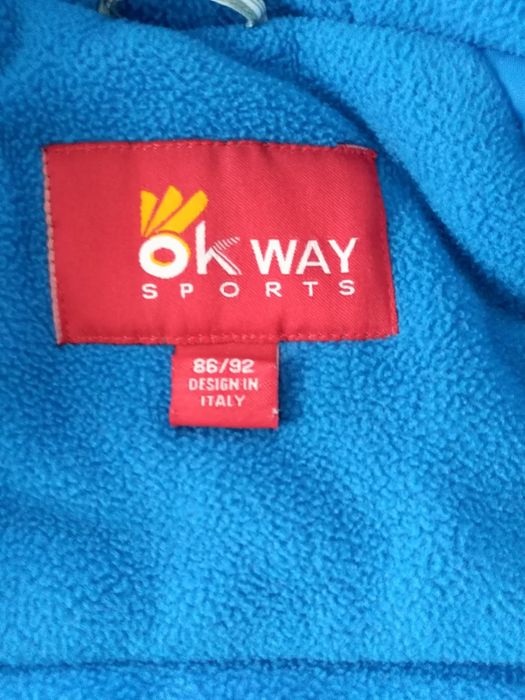 OK WAY
SPORTS
86/92
DESIGN IN
ITALY